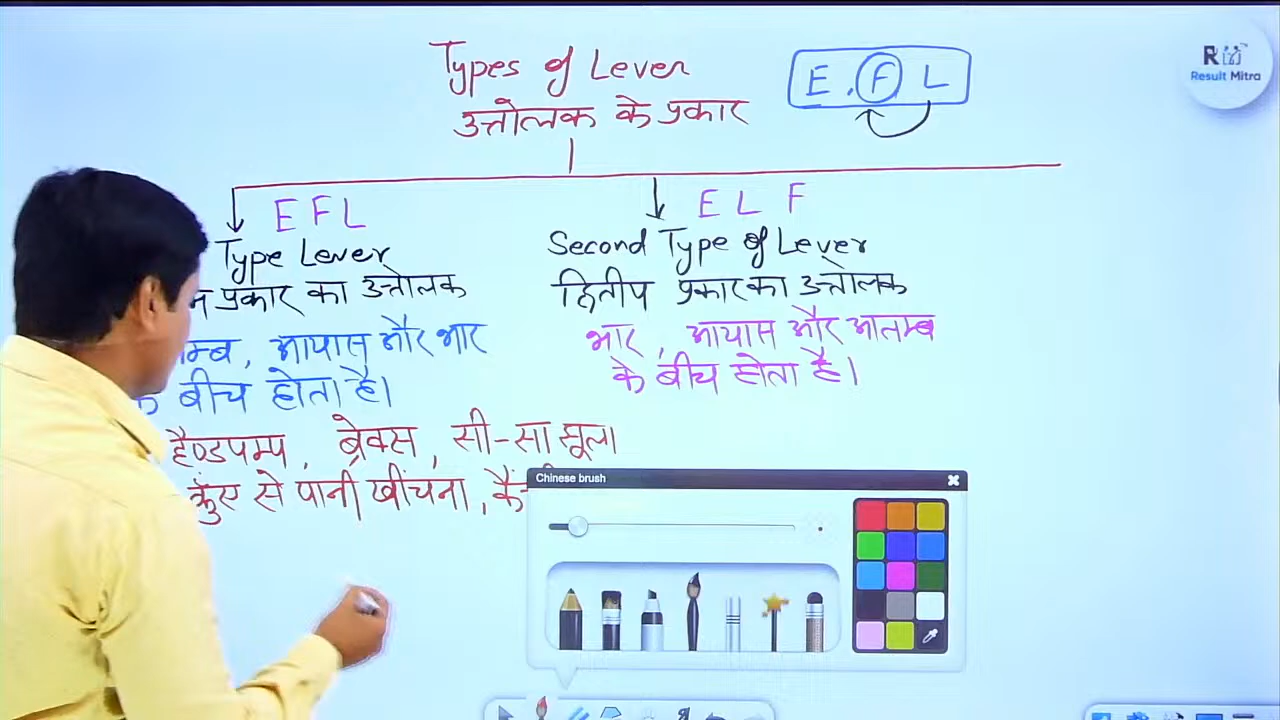 Types of Lever
उत्तोलक के प्रकार
E . F L
R
Result Mitra
E F L
Type Lever
प्रकार का उत्तोलक
म्ब, आयास और भार
के बीच होता है।
हैण्डपम्प, ब्रेक्स, सी-सा झूला
कुंए से पानी खींचना,
E L F
Second Type of Lever
द्वितीय प्रकार का उत्तोलक
भार, आयास और आलम्ब
के बीच होता है।
Chinese brush